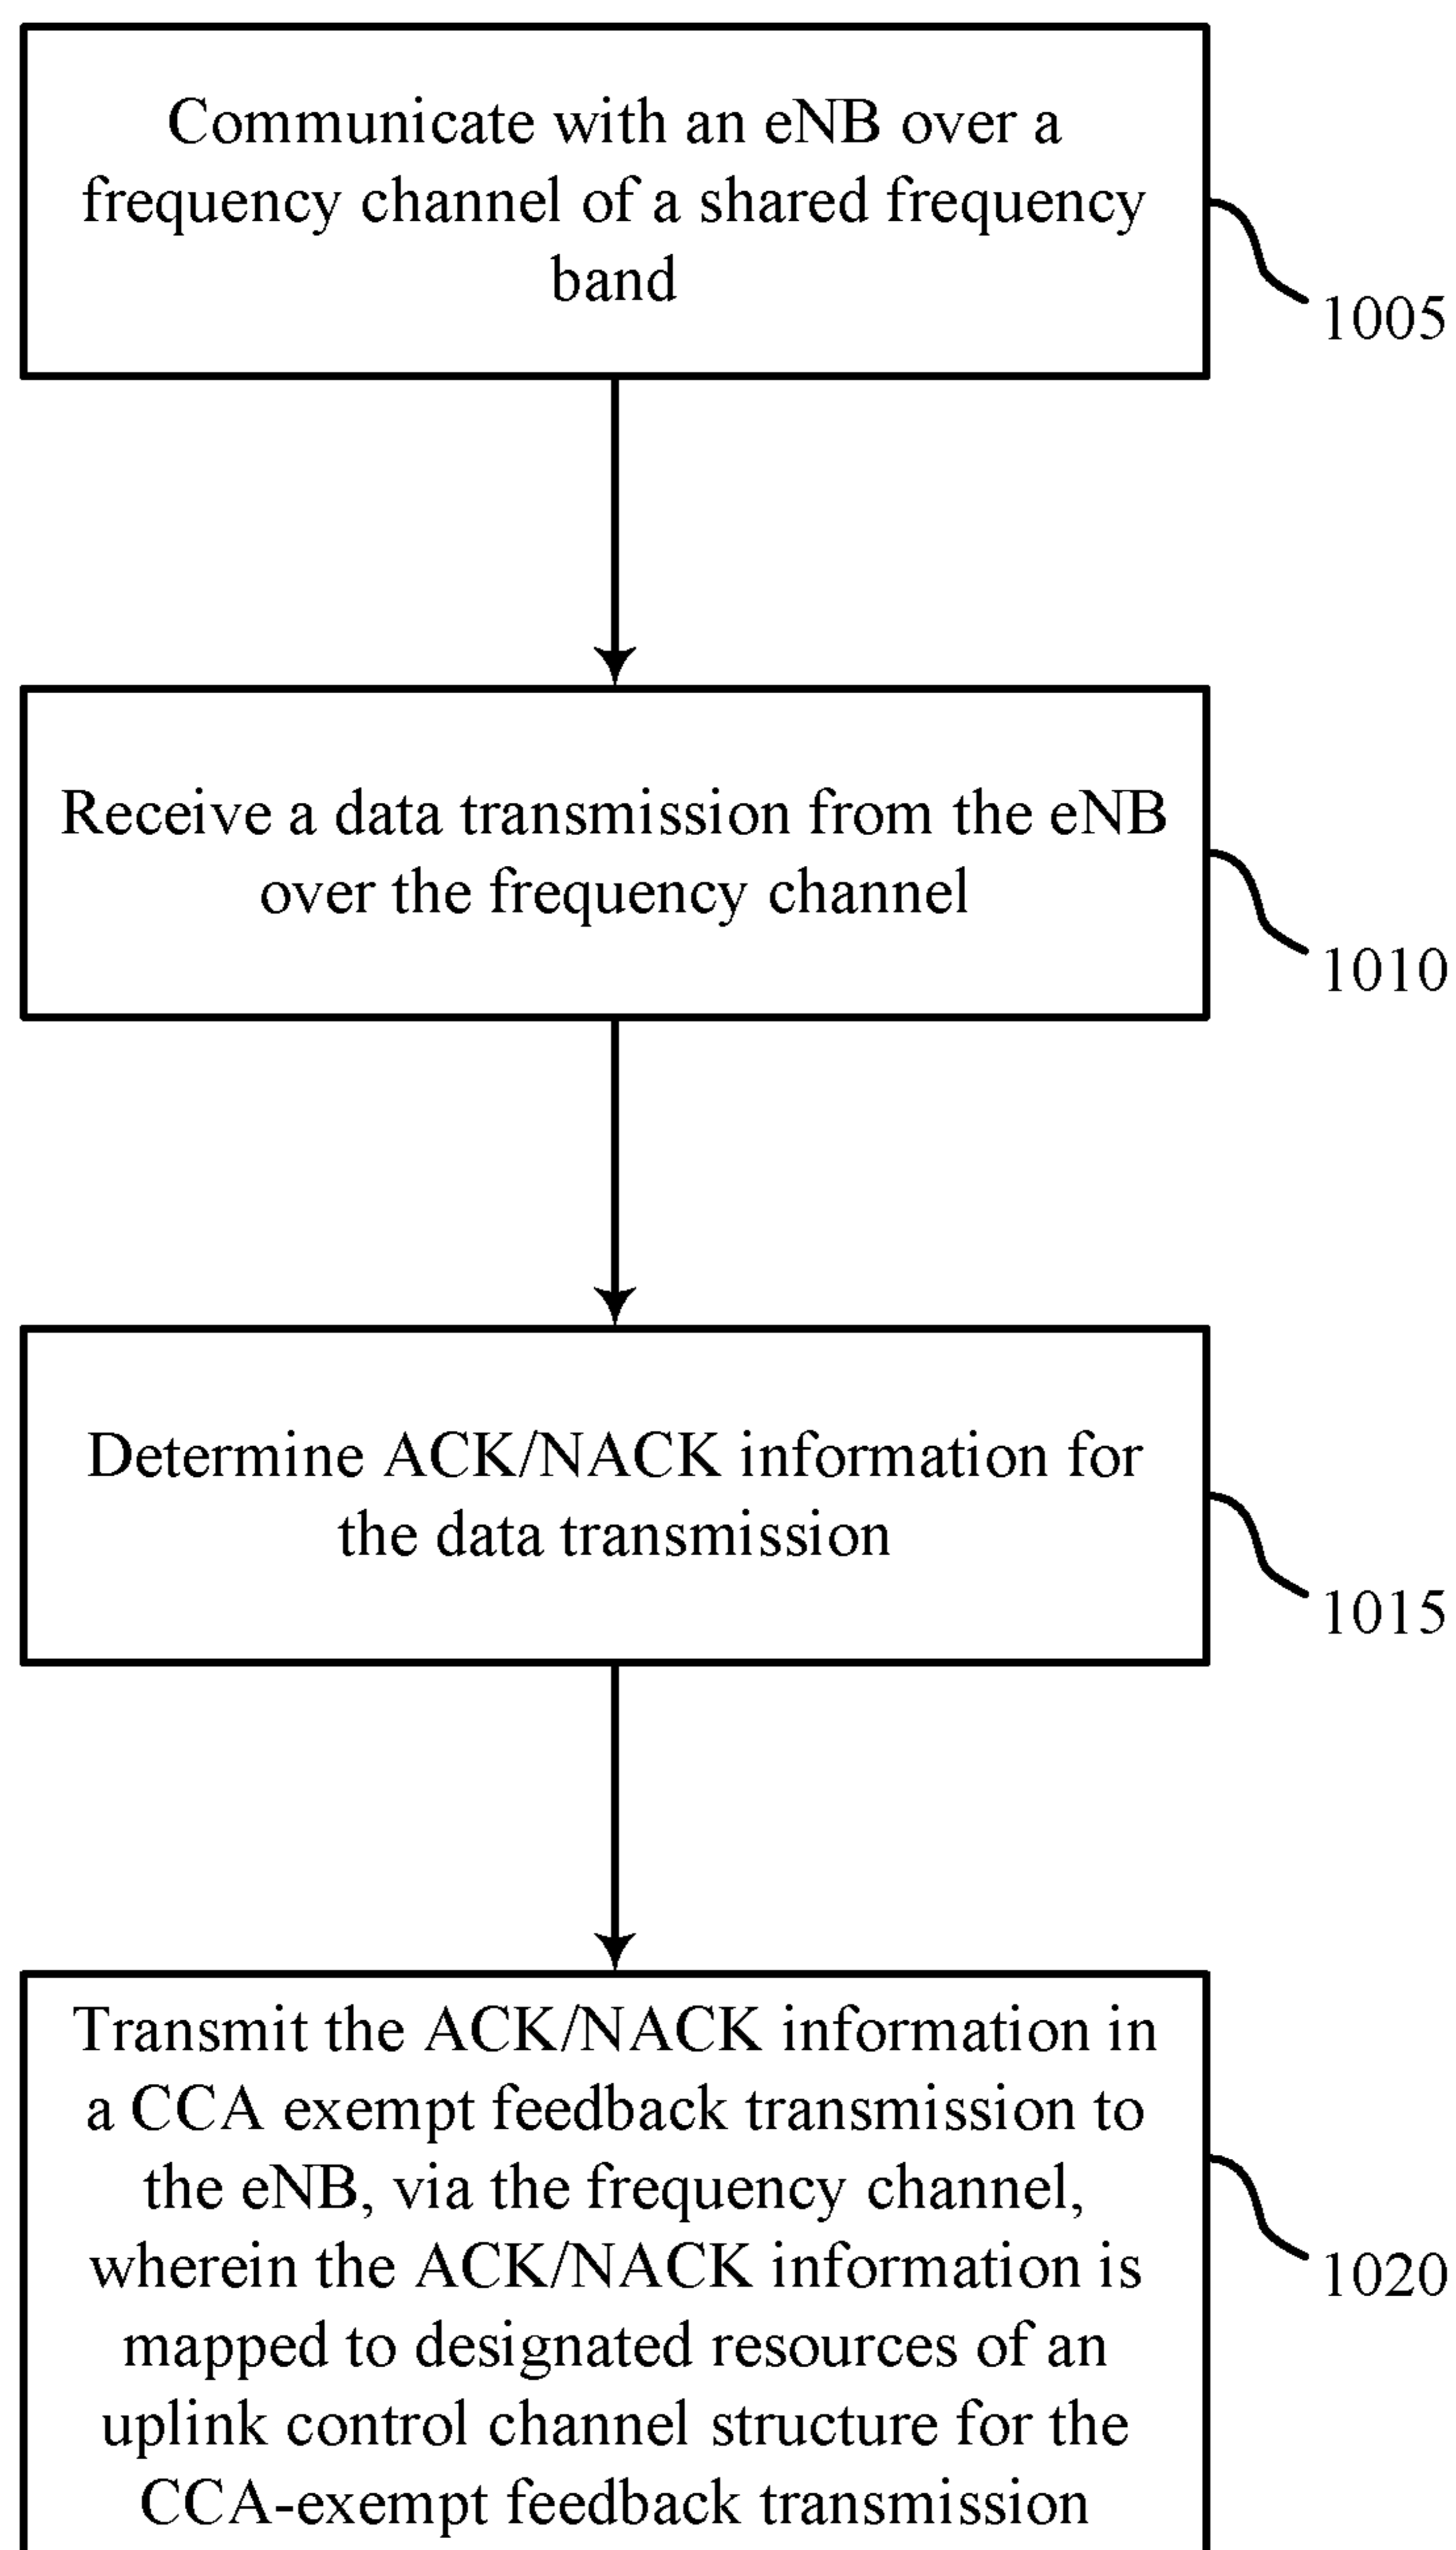 Communicate with an eNB over a
frequency channel of a shared frequency
band
1005
Receive a data transmission from the eNB
over the frequency channel
1010
Determine ACK/NACK information for
the data transmission
1015
Transmit the ACK/NACK information in
a CCA exempt feedback transmission to
the eNB, via the frequency channel,
wherein the ACK/NACK information is
mapped to designated resources of an
uplink control channel structure for the
CCA-exempt feedback transmission
1020